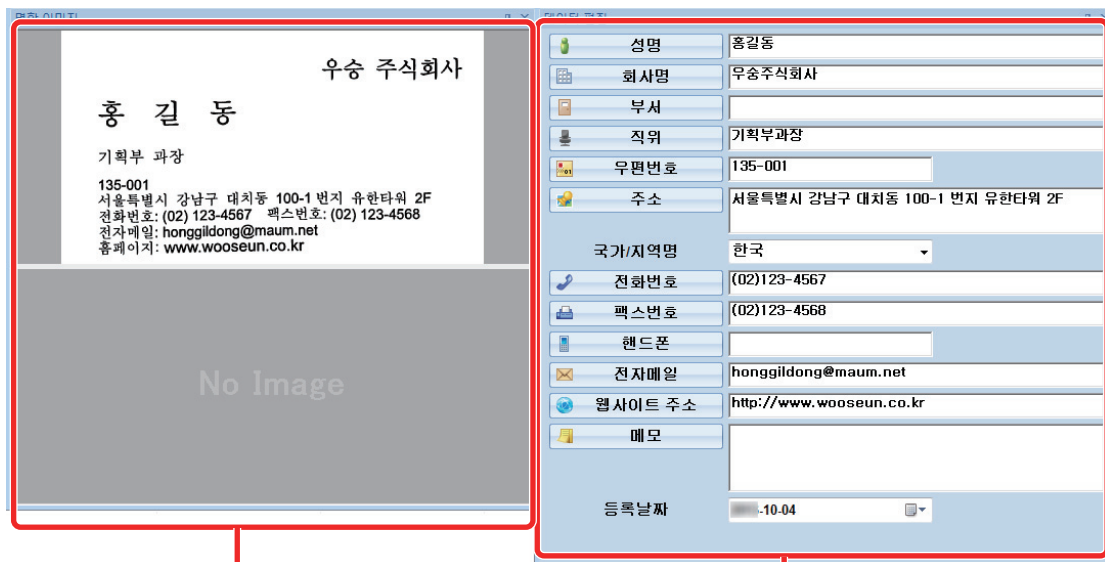 우승 주식회사
홍 길 동
기획부 과장
135-001
서울특별시 강남구 대치동 100-1 번지 유한타워 2F
전화번호: (02) 123-4567 팩스번호: (02) 123-4568
전자메일: honggildong@maum.net
홈페이지: www.wooseun.co.kr
No Image
성명 홍길동
회사명 우승주식회사
부서
직위 기획부과장
우편번호 135-001
주소 서울특별시 강남구 대치동 100-1 번지 유한타워 2F
국가/지역명 한국
전화번호 (02)123-4567
팩스번호 (02)123-4568
핸드폰
전자메일 honggildong@maum.net
웹사이트 주소 http://www.wooseun.co.kr
메모
등록날짜 -10-04